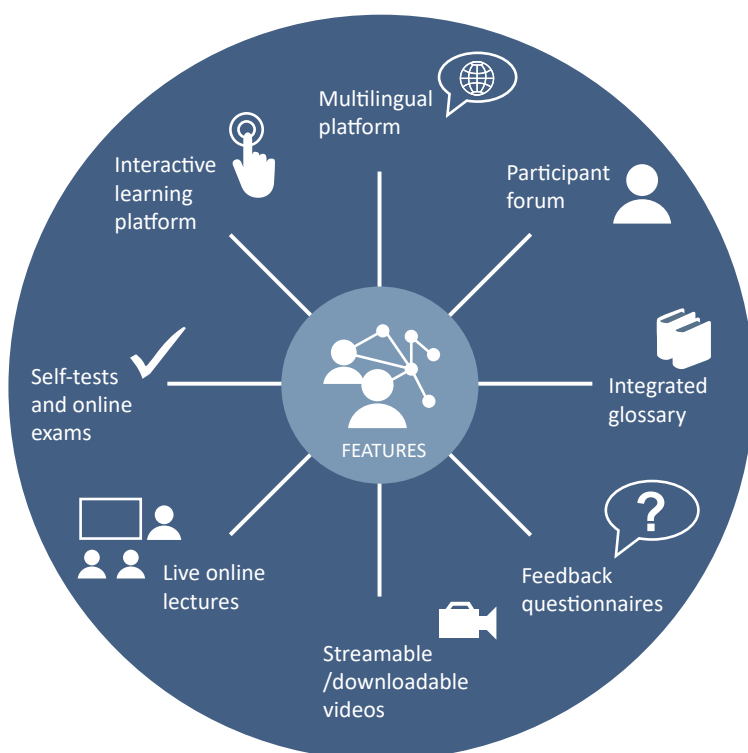 Multilingual
platform
Participant
forum
Integrated
glossary
?
Feedback
questionnaires
Streamable
/downloadable
videos
Live online
lectures
Self-tests
and online
exams
Interactive
learning
platform
FEATURES